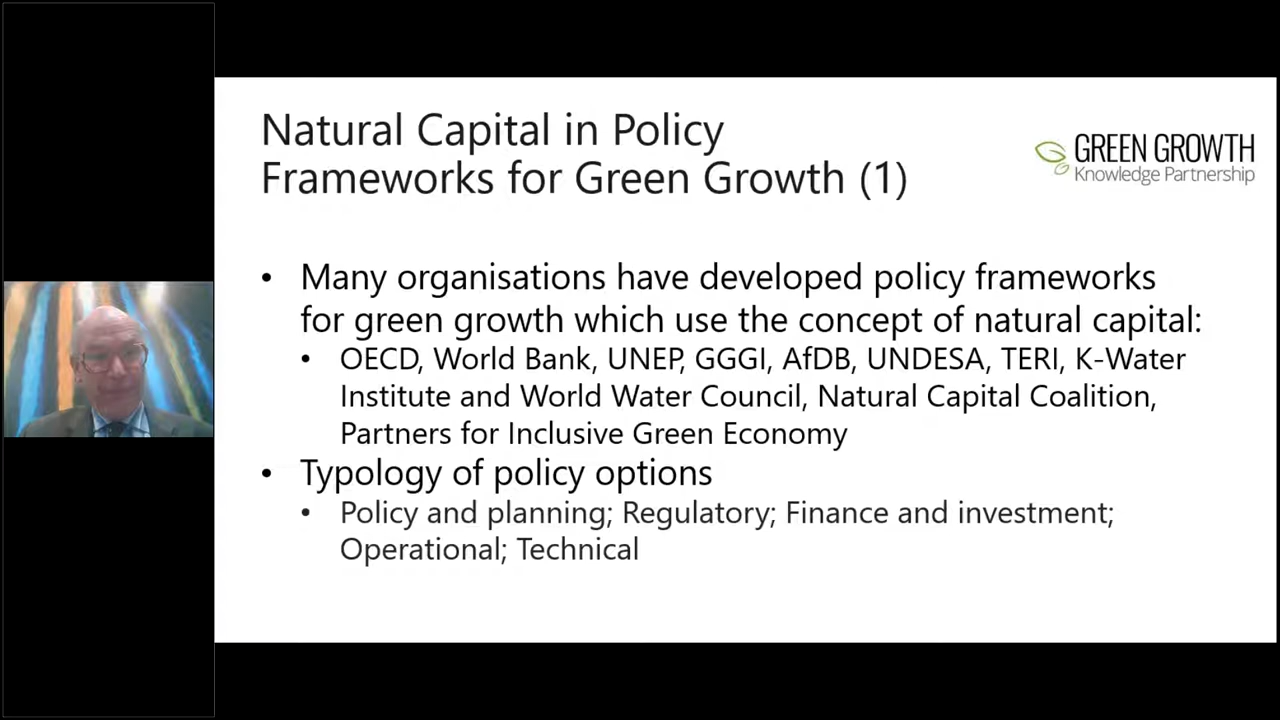 Natural Capital in Policy
Frameworks for Green Growth (1)
GREEN GROWTH
Knowledge Partnership
• Many organisations have developed policy frameworks
for green growth which use the concept of natural capital:
• OECD, World Bank, UNEP, GGGI, AfDB, UNDESA, TERI, K-Water
Institute and World Water Council, Natural Capital Coalition,
Partners for Inclusive Green Economy
• Typology of policy options
• Policy and planning; Regulatory; Finance and investment;
Operational; Technical